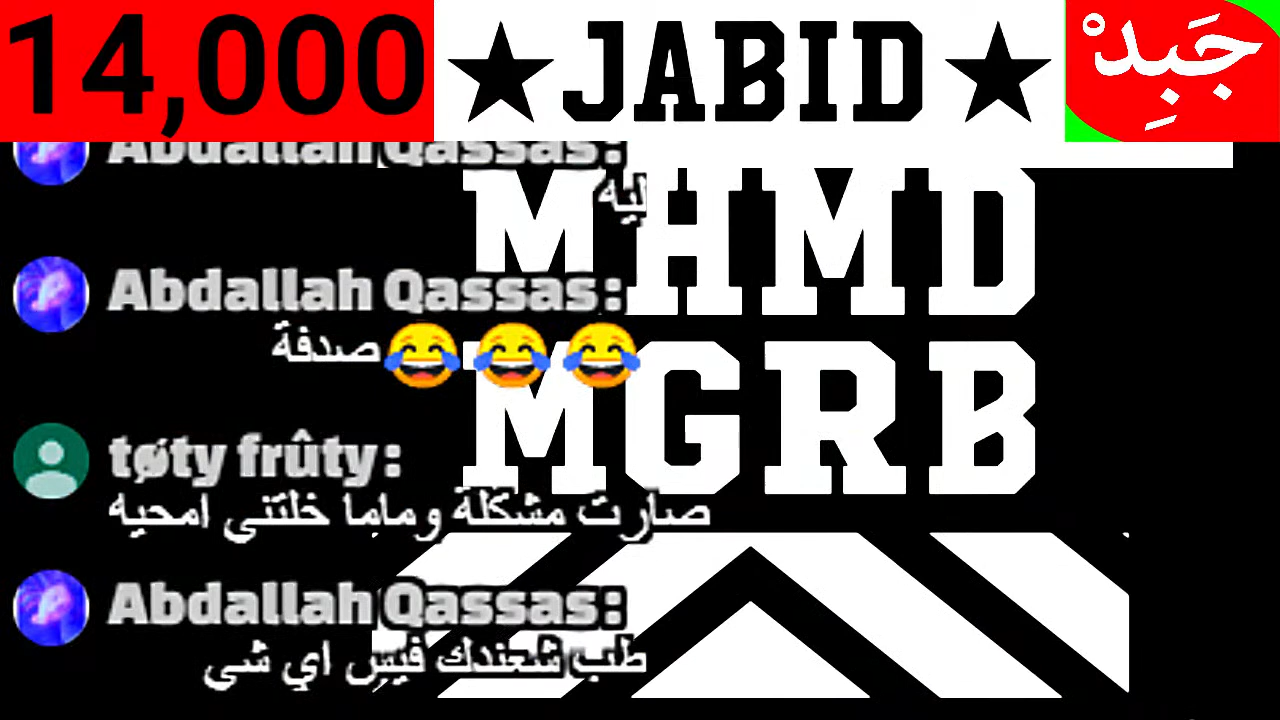 14,000
★JABID★
جَبِدْ
Abdallah Qassas:
ليه
MHMD
Abdallah Qassas:
صدفة😂😂😂
MGRB
tøty frûty:
صارت مشكلة وماما خلتني امحيه
Abdallah Qassas:
طب شعندك فيس اي شي